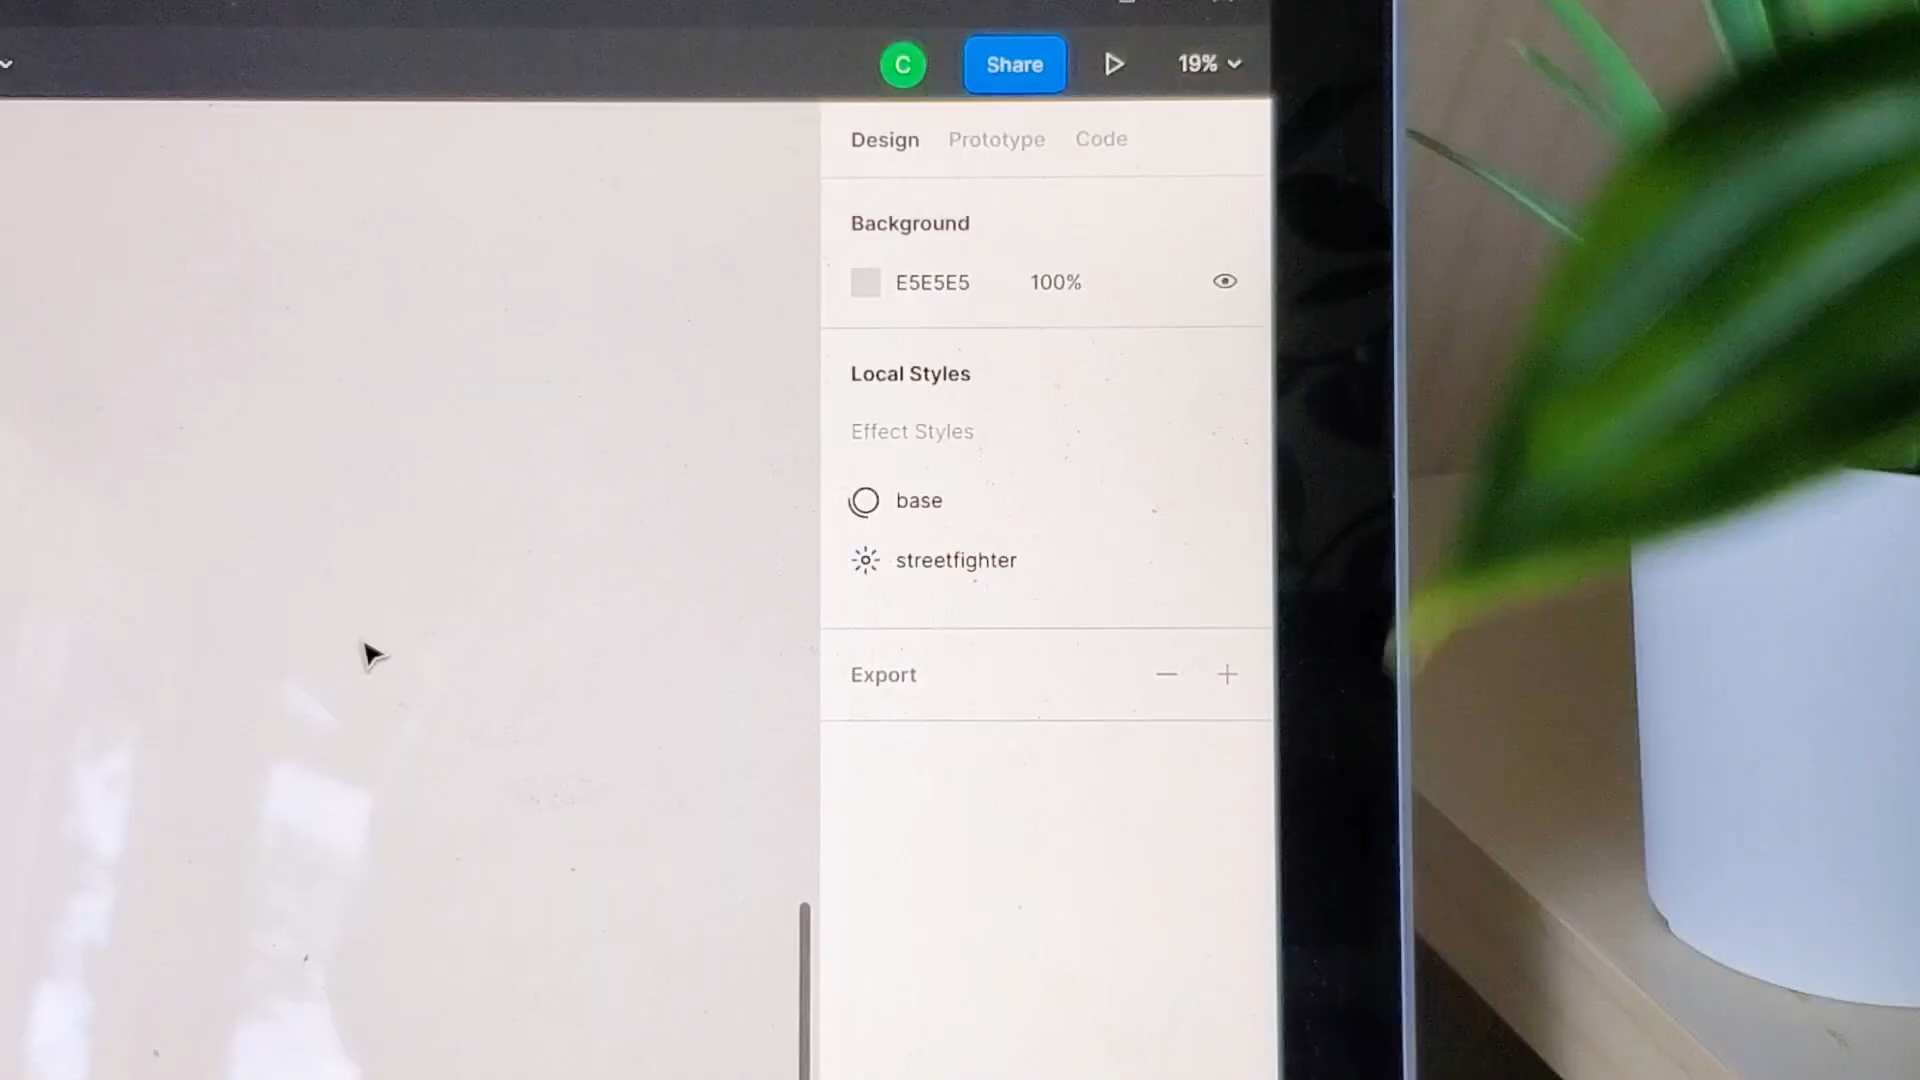 C Share 19%
Design Prototype Code
Background
E5E5E5 100%
Local Styles
Effect Styles
base
streetfighter
Export